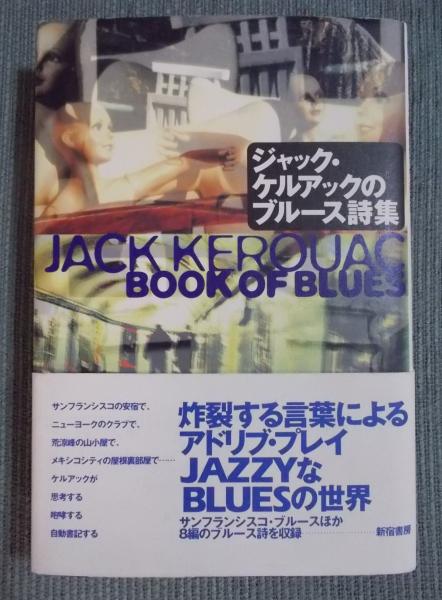 ジャック・
ケルアックの
ブルース詩集
JACK KEROUAC
BOOK OF BLUES
サンフランシスコの安宿で、
ニューヨークのクラブで、
荒涼峰の山小屋で、
メキシコシティの屋根裏部屋で……
ケルアックが
思考する
咆哮する
自動書記する
炸裂する言葉による
アドリブ・プレイ
JAZZYな
BLUESの世界
サンフランシスコ・ブルースほか
8編のブルース詩を収録……………新宿書房